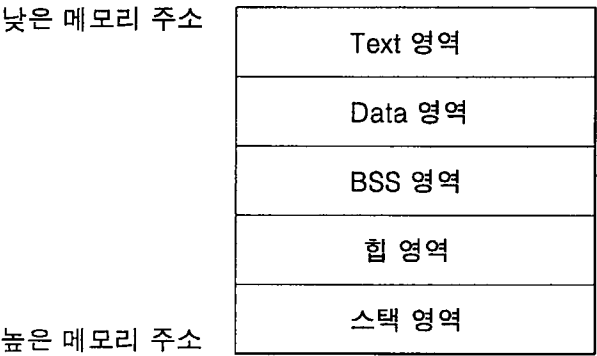 낮은 메모리 주소
Text 영역
Data 영역
BSS 영역
힙 영역
스택 영역
높은 메모리 주소